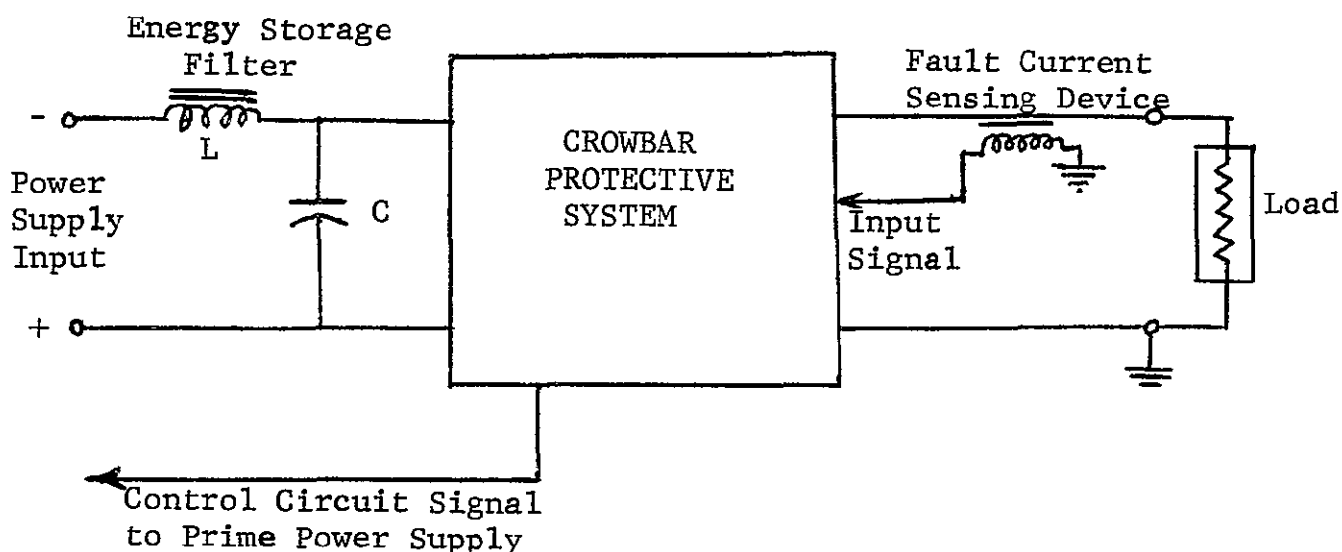 Energy Storage
Filter
-
L
Power
Supply
Input
C
+
CROWBAR
PROTECTIVE
SYSTEM
Fault Current
Sensing Device
Input
Signal
Load
Control Circuit Signal
to Prime Power Supply